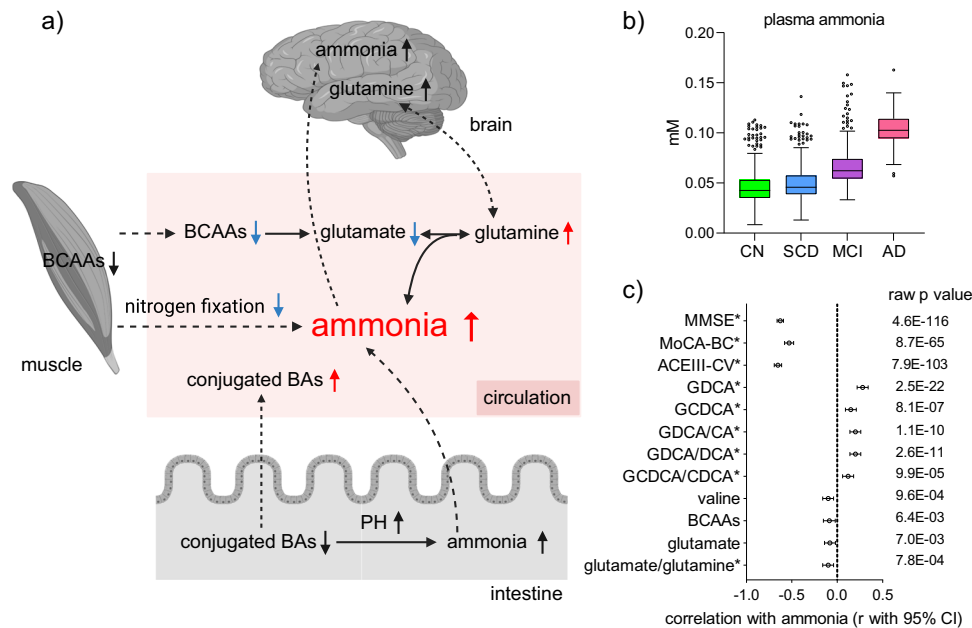 a)
ammonia ↑
glutamine ↑
brain
BCAAs ↓
BCAAs ↓
glutamate ↓
glutamine ↑
nitrogen fixation ↓
ammonia ↑
muscle
conjugated BAs ↑
circulation
PH ↑
conjugated BAs ↓
ammonia ↑
intestine
b)
plasma ammonia
0.20
0.15
0.10
0.05
0.00
mM
CN SCD MCI AD
c)
raw p value
MMSE* 4.6E-116
MoCA-BC* 8.7E-65
ACEIII-CV* 7.9E-103
GDCA* 2.5E-22
GCDCA* 8.1E-07
GDCA/CA* 1.1E-10
GDCA/DCA* 2.6E-11
GCDCA/CDCA* 9.9E-05
valine 9.6E-04
BCAAs 6.4E-03
glutamate 7.0E-03
glutamate/glutamine* 7.8E-04
-1.0 -0.5 0.0 0.5
correlation with ammonia (r with 95% CI)